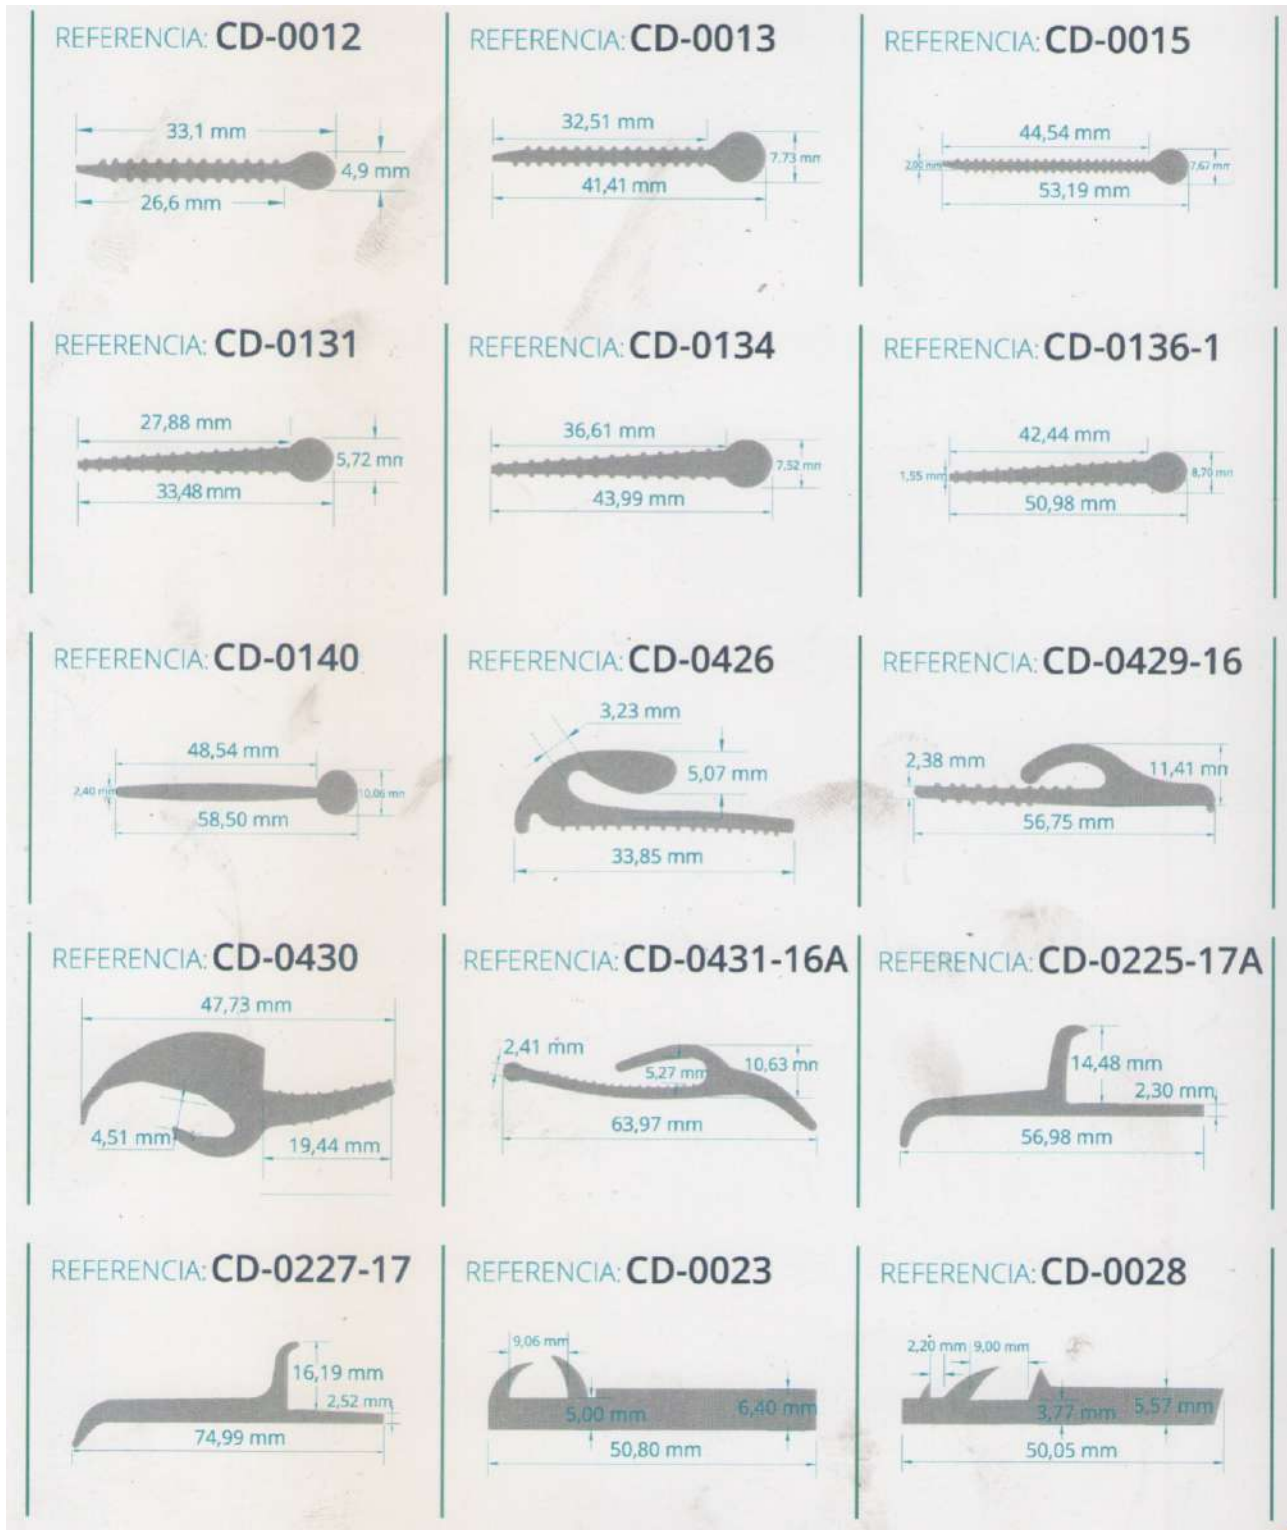 REFERENCIA: CD-0012
33,1 mm
4,9 mm
26,6 mm
REFERENCIA: CD-0013
32,51 mm
7.73 mm
41,41 mm
REFERENCIA: CD-0015
44,54 mm
2,00 mm
7,67 mm
53,19 mm
REFERENCIA: CD-0131
27,88 mm
5,72 mm
33,48 mm
REFERENCIA: CD-0134
36,61 mm
7,52 mm
43,99 mm
REFERENCIA: CD-0136-1
42,44 mm
1,55 mm
8,70 mm
50,98 mm
REFERENCIA: CD-0140
48,54 mm
2,40 mm
10,06 mm
58,50 mm
REFERENCIA: CD-0426
3,23 mm
5,07 mm
33,85 mm
REFERENCIA: CD-0429-16
2,38 mm
11,41 mm
56,75 mm
REFERENCIA: CD-0430
47,73 mm
4,51 mm
19,44 mm
REFERENCIA: CD-0431-16A
2,41 mm
5,27 mm
10,63 mm
63,97 mm
REFERENCIA: CD-0225-17A
14,48 mm
2,30 mm
56,98 mm
REFERENCIA: CD-0227-17
16,19 mm
2,52 mm
74,99 mm
REFERENCIA: CD-0023
9,06 mm
5,00 mm
6,40 mm
50,80 mm
REFERENCIA: CD-0028
2,20 mm
9,00 mm
3,77 mm
5,57 mm
50,05 mm